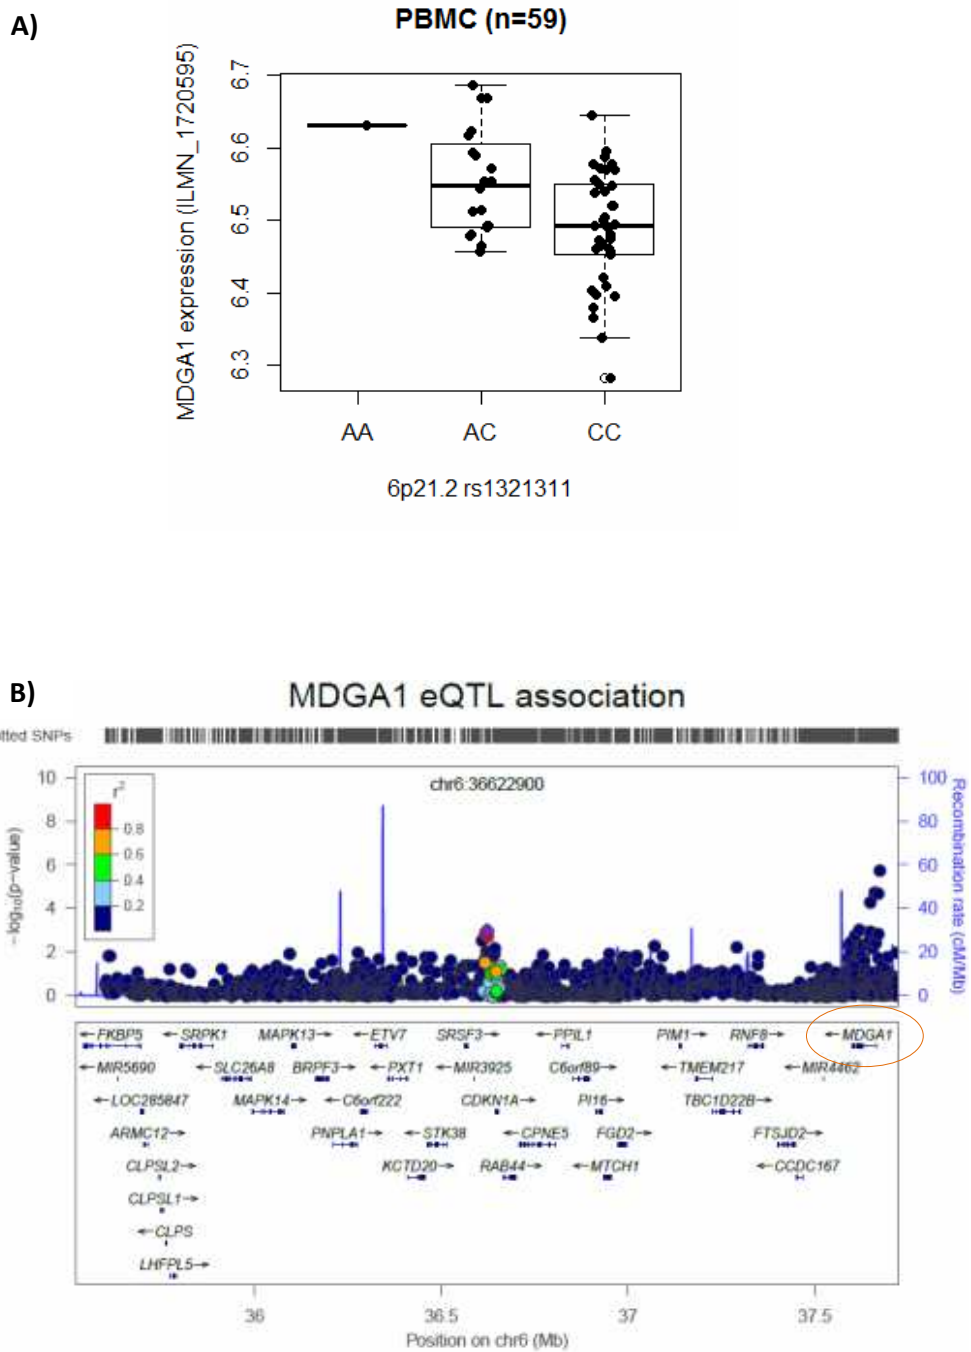 A)
PBMC (n=59)
MDGA1 expression (ILMN_1720595)
6.7
6.6
6.5
6.4
6.3
AA AC CC
6p21.2 rs1321311
B)
MDGA1 eQTL association
tted SNPs
chr6:36622900
r²
0.8
0.6
0.4
0.2
−log₁₀(p−value)
10
8
6
4
2
0
100
80
60
40
20
0
Recombination rate (cM/Mb)
←FKBP5 ←SRPK1 MAPK13→ ←ETV7 SRSF3→ ←PPIL1 PIM1→ RNF8→ ←MDGA1
←MIR5690 ←SLC26A8 BRPF3→ ←PXT1 ←MIR3925 C6orf89→ ←TMEM217 ←MIR4462
←LOC285847 MAPK14→ ←C6orf222 CDKN1A→ PI16→ TBC1D22B→
ARMC12→ PNPLA1→ ←STK38 ←CPNE5 FGD2→ FTSJD2→
CLPSL2→ KCTD20→ RAB44→ ←MTCH1 ←CCDC167
CLPSL1→
←CLPS
LHFPL5→
36 36.5 37 37.5
Position on chr6 (Mb)